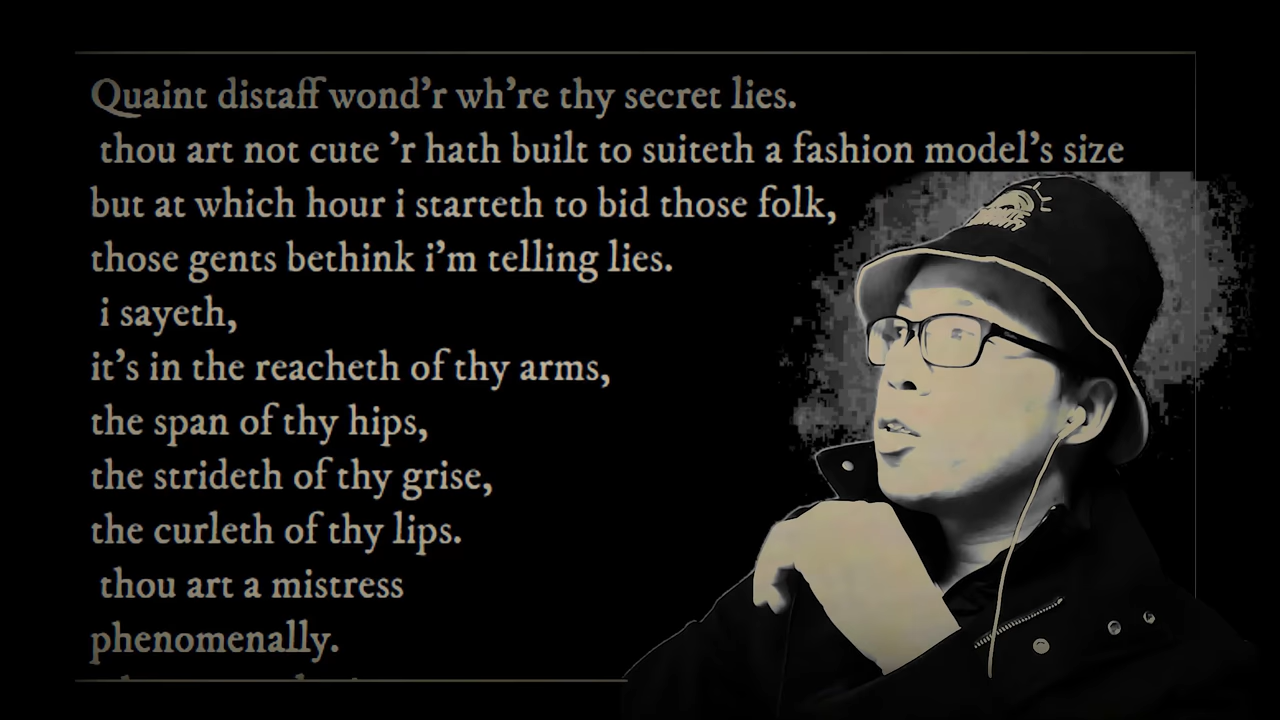 Quaint distaff wond’r wh’re thy secret lies.
thou art not cute ’r hath built to suiteth a fashion model’s size
but at which hour i starteth to bid those folk,
those gents bethink i’m telling lies.
i sayeth,
it’s in the reacheth of thy arms,
the span of thy hips,
the strideth of thy grise,
the curleth of thy lips.
thou art a mistress
phenomenally.